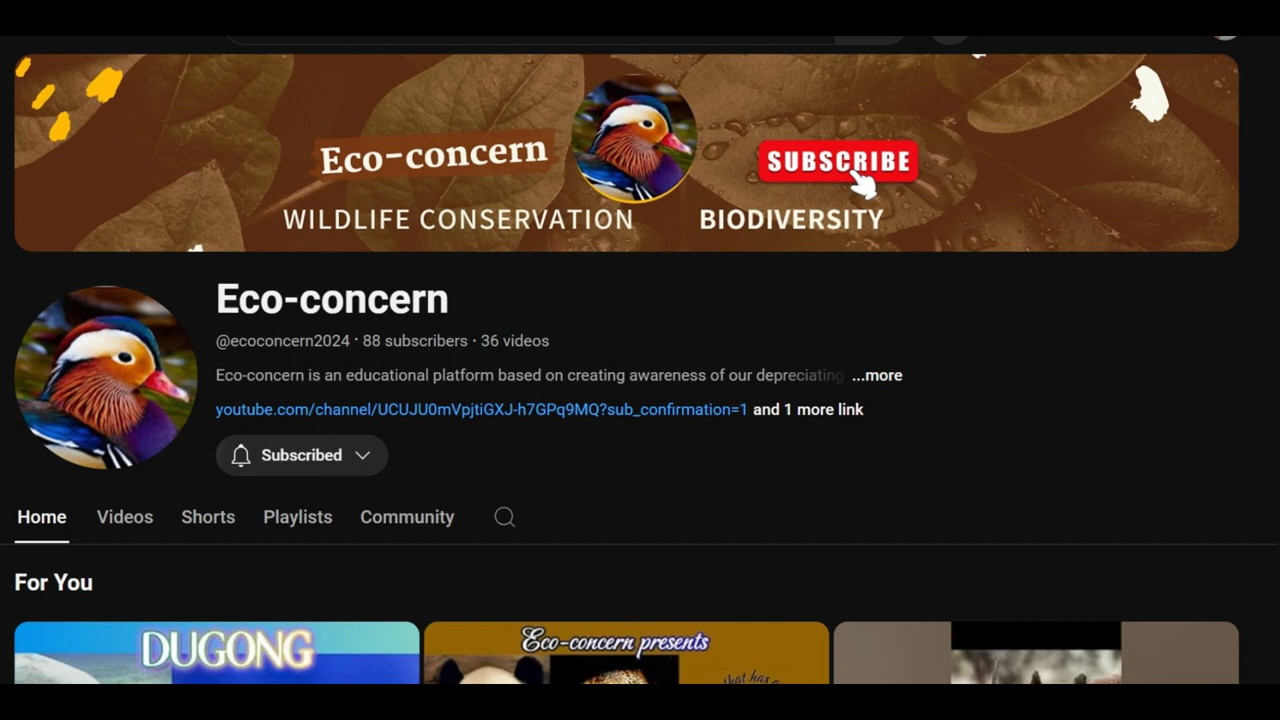 Eco-concern
SUBSCRIBE
WILDLIFE CONSERVATION BIODIVERSITY
Eco-concern
@ecoconcern2024 · 88 subscribers · 36 videos
Eco-concern is an educational platform based on creating awareness of our depreciating ...more
youtube.com/channel/UCUJU0mVpjtiGXJ-h7GPq9MQ?sub_confirmation=1 and 1 more link
Subscribed
Home Videos Shorts Playlists Community
For You
DUGONG
Eco-concern presents
that has a